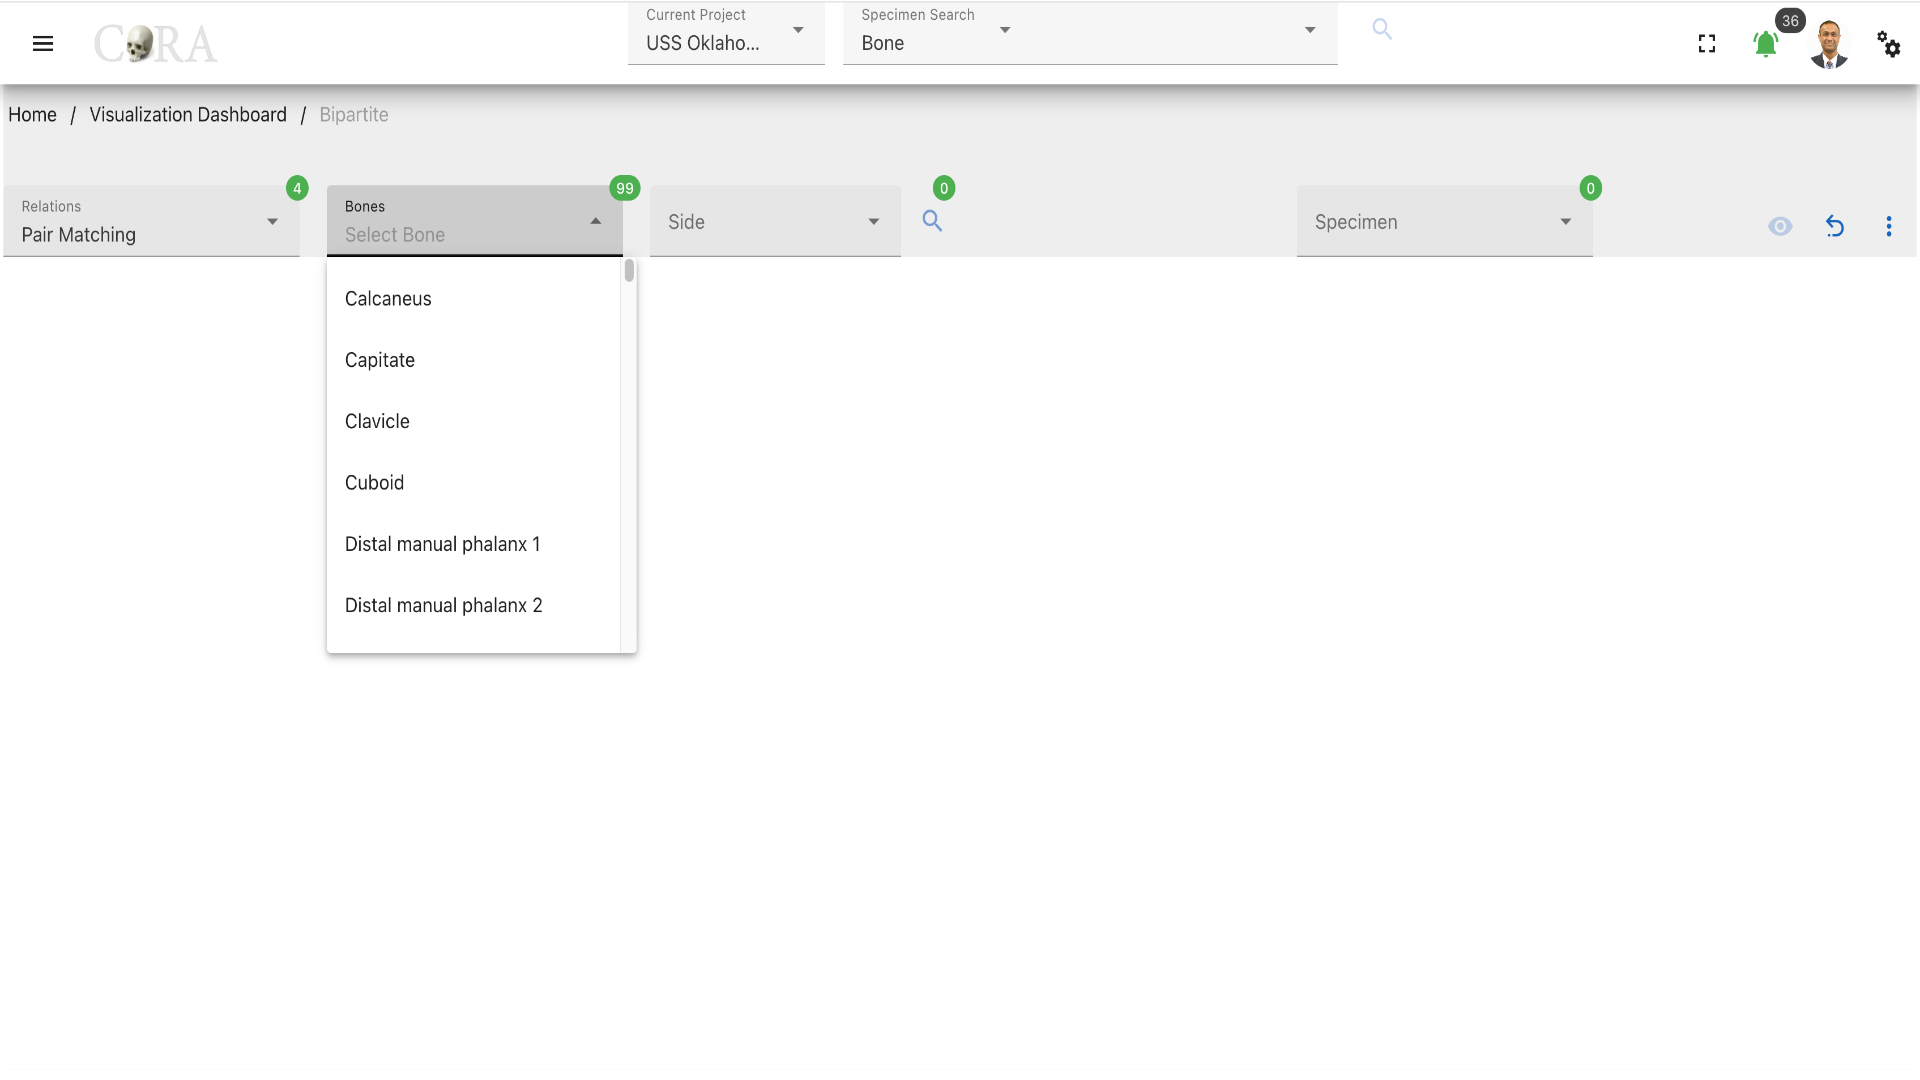 CORA
Current Project
USS Oklaho...
Specimen Search
Bone
36
Home / Visualization Dashboard / Bipartite
Relations
Pair Matching
4
Bones
Select Bone
99
Side
0
Specimen
0
Calcaneus
Capitate
Clavicle
Cuboid
Distal manual phalanx 1
Distal manual phalanx 2